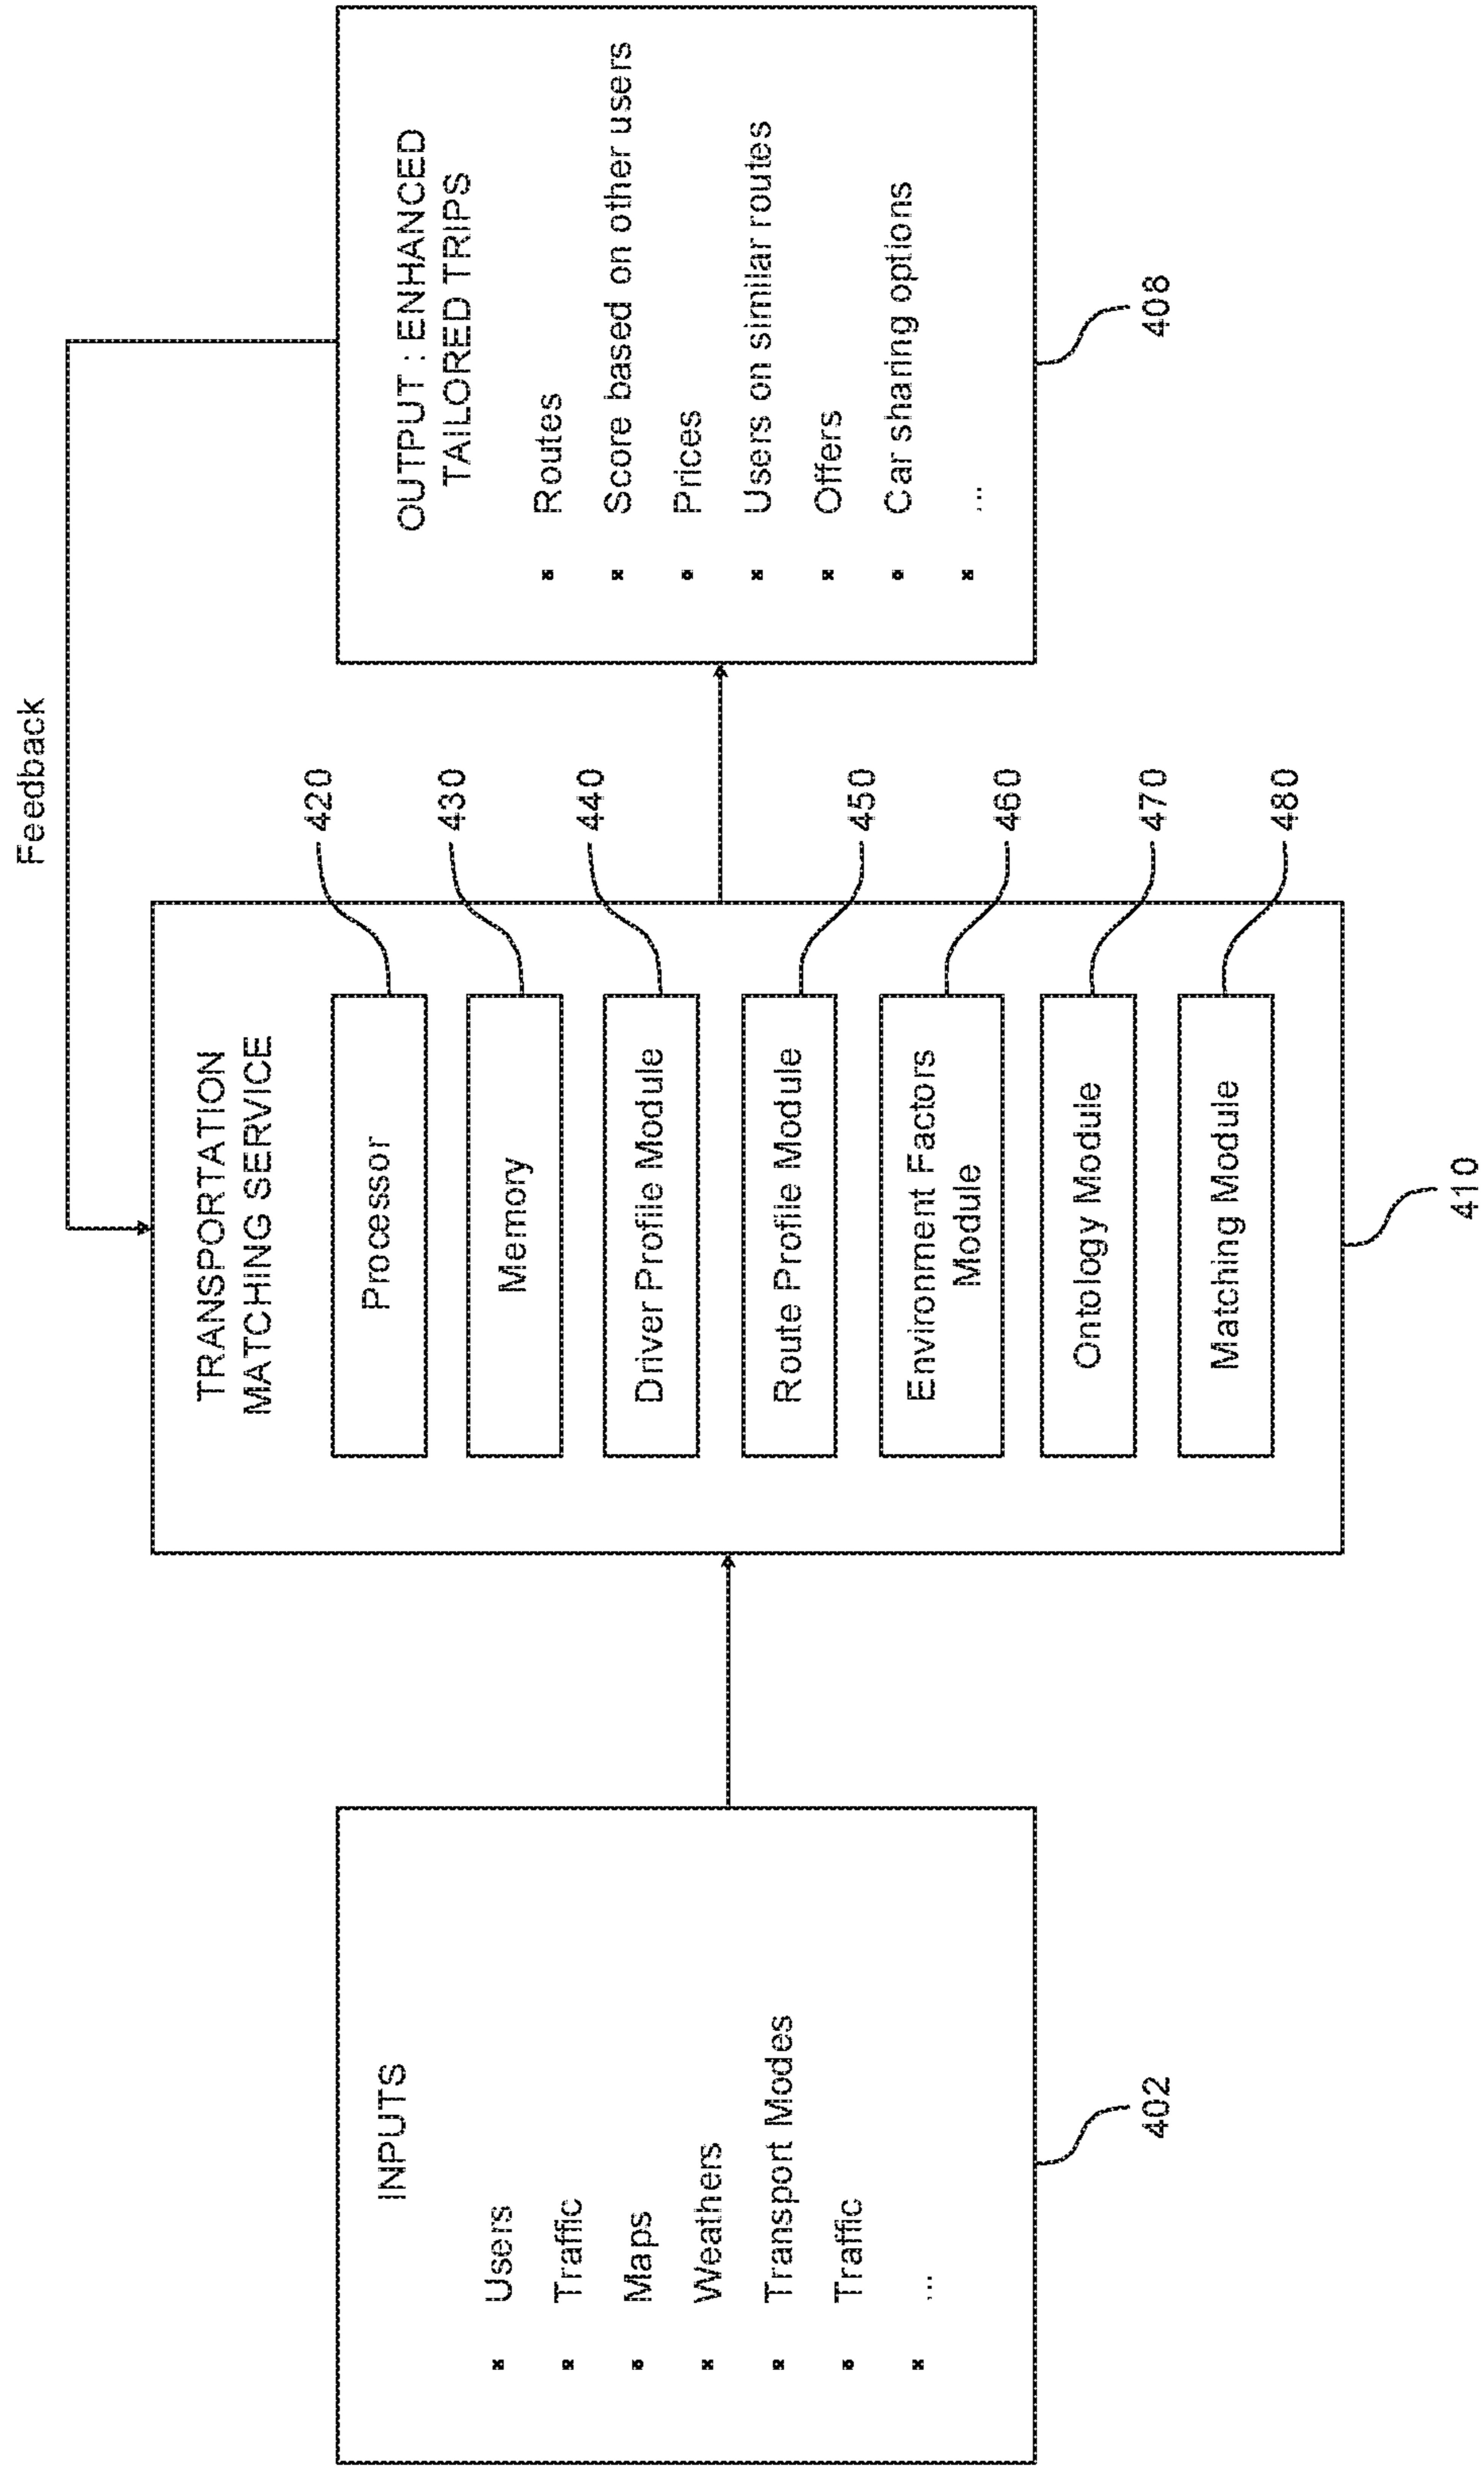 Feedback
INPUTS
▪ Users
▪ Traffic
▪ Maps
▪ Weathers
▪ Transport Modes
▪ Traffic
▪ ...
402
TRANSPORTATION
MATCHING SERVICE
Processor
420
Memory
430
Driver Profile Module
440
Route Profile Module
450
Environment Factors
Module
460
Ontology Module
470
Matching Module
480
410
OUTPUT : ENHANCED
TAILORED TRIPS
▪ Routes
▪ Score based on other users
▪ Prices
▪ Users on similar routes
▪ Offers
▪ Car sharing options
▪ ...
408